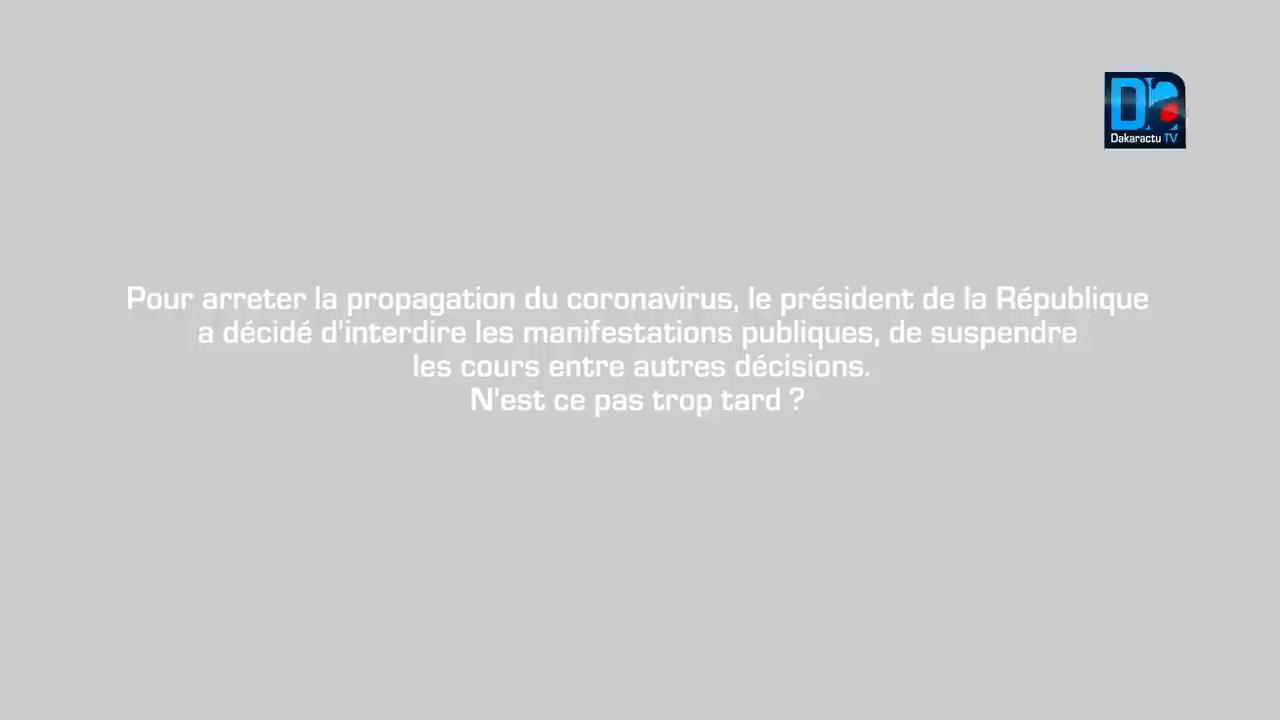 Dakaractu TV
Pour arreter la propagation du coronavirus, le président de la République
a décidé d'interdire les manifestations publiques, de suspendre
les cours entre autres décisions.
N'est ce pas trop tard ?